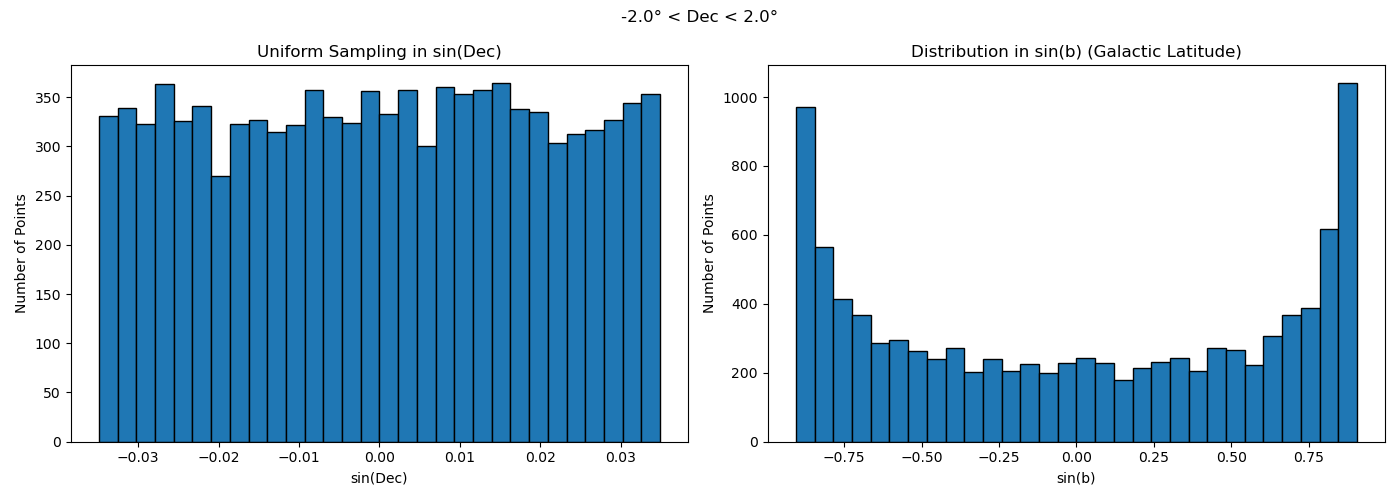 -2.0° < Dec < 2.0°
Uniform Sampling in sin(Dec)
Number of Points
350
300
250
200
150
100
50
0
−0.03 −0.02 −0.01 0.00 0.01 0.02 0.03
sin(Dec)
Distribution in sin(b) (Galactic Latitude)
Number of Points
1000
800
600
400
200
0
−0.75 −0.50 −0.25 0.00 0.25 0.50 0.75
sin(b)